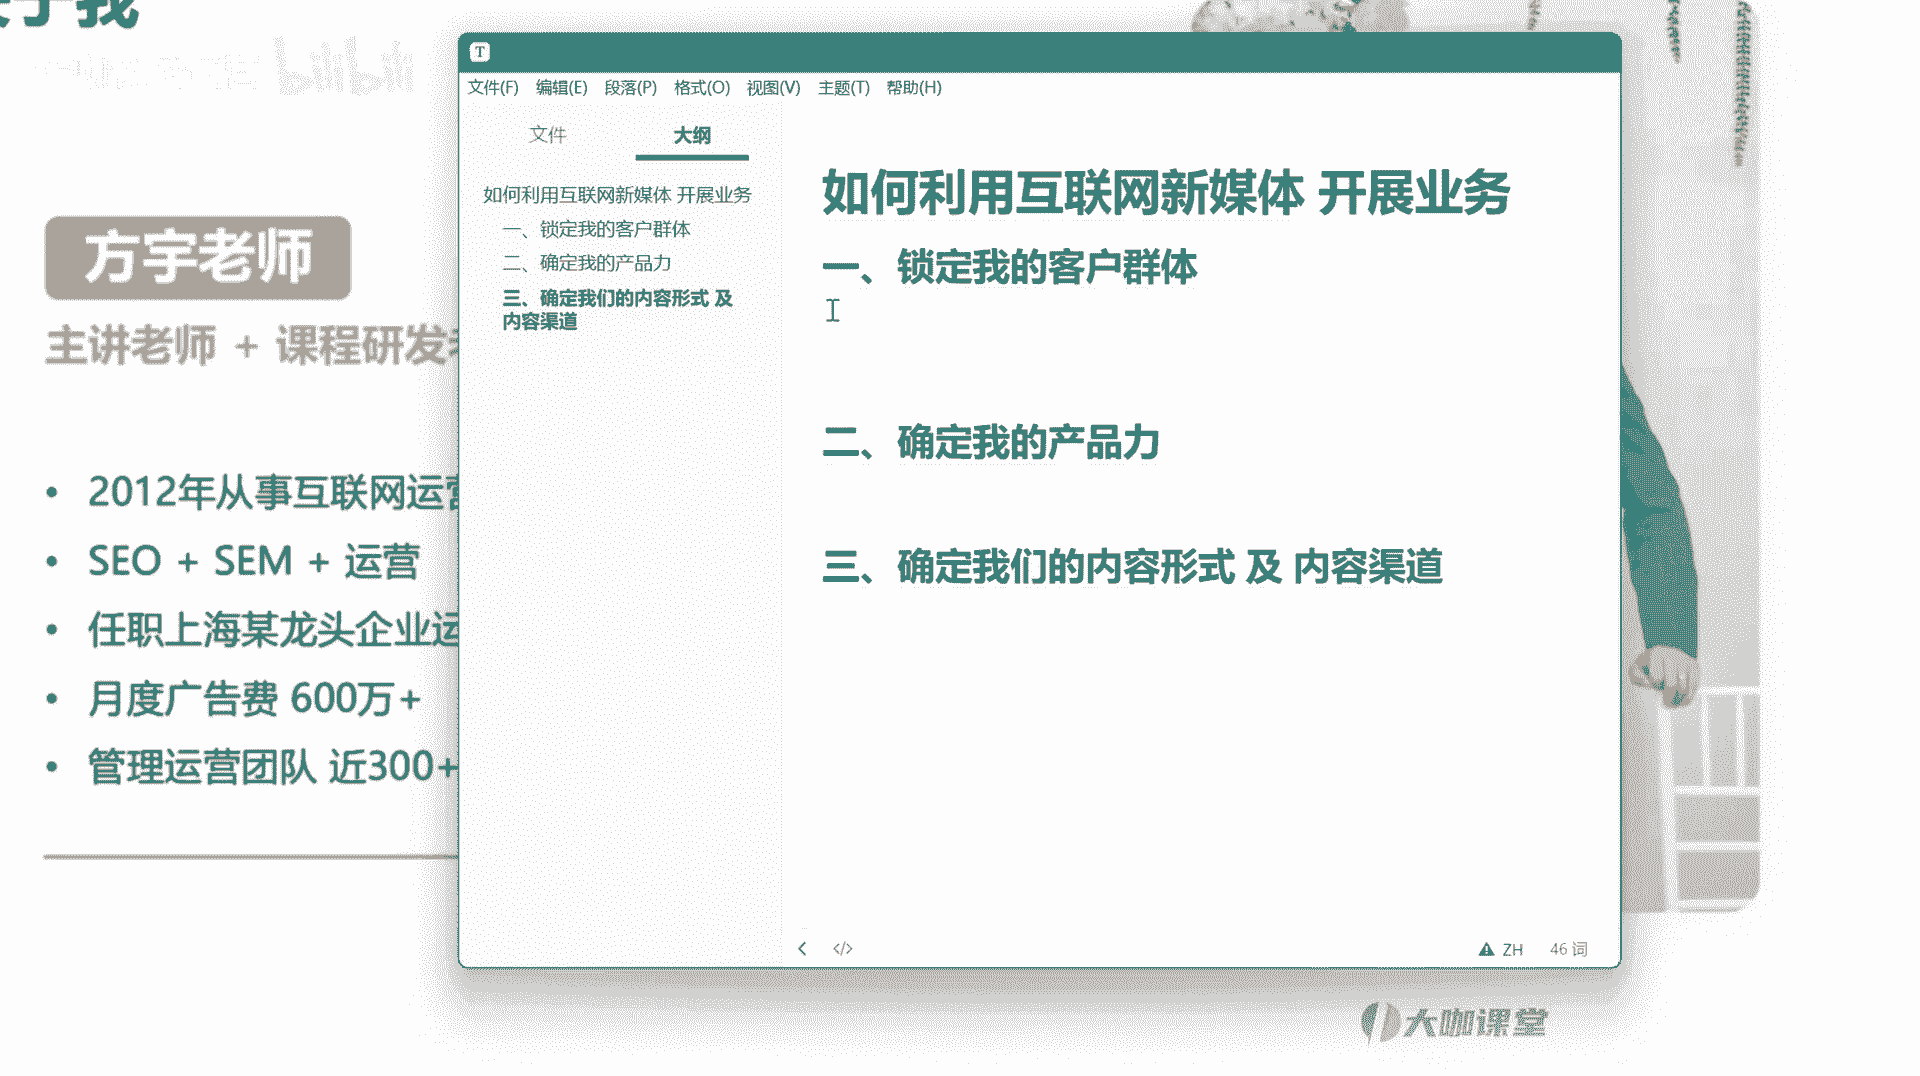 于我
bilibili
方宇老师
主讲老师 + 课程研发
2012年从事互联网运营
SEO + SEM + 运营
任职上海某龙头企业运
月度广告费 600万+
管理运营团队 近300+
T
文件(F) 编辑(E) 段落(P) 格式(O) 视图(V) 主题(T) 帮助(H)
文件 大纲
如何利用互联网新媒体 开展业务
一、锁定我的客户群体
二、确定我的产品力
三、确定我们的内容形式 及
内容渠道
如何利用互联网新媒体 开展业务
一、锁定我的客户群体
二、确定我的产品力
三、确定我们的内容形式 及 内容渠道
</>
ZH 46 词
大咖课堂